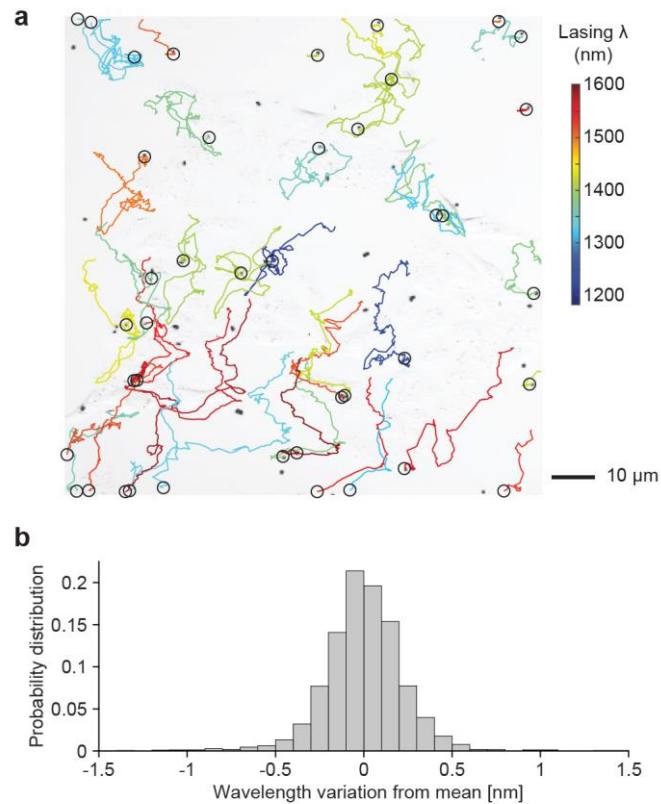 a
Lasing λ
(nm)
1600
1500
1400
1300
1200
10 µm
b
Probability distribution
0.2
0.15
0.1
0.05
0
-1.5
-1
-0.5
0
0.5
1
1.5
Wavelength variation from mean [nm]